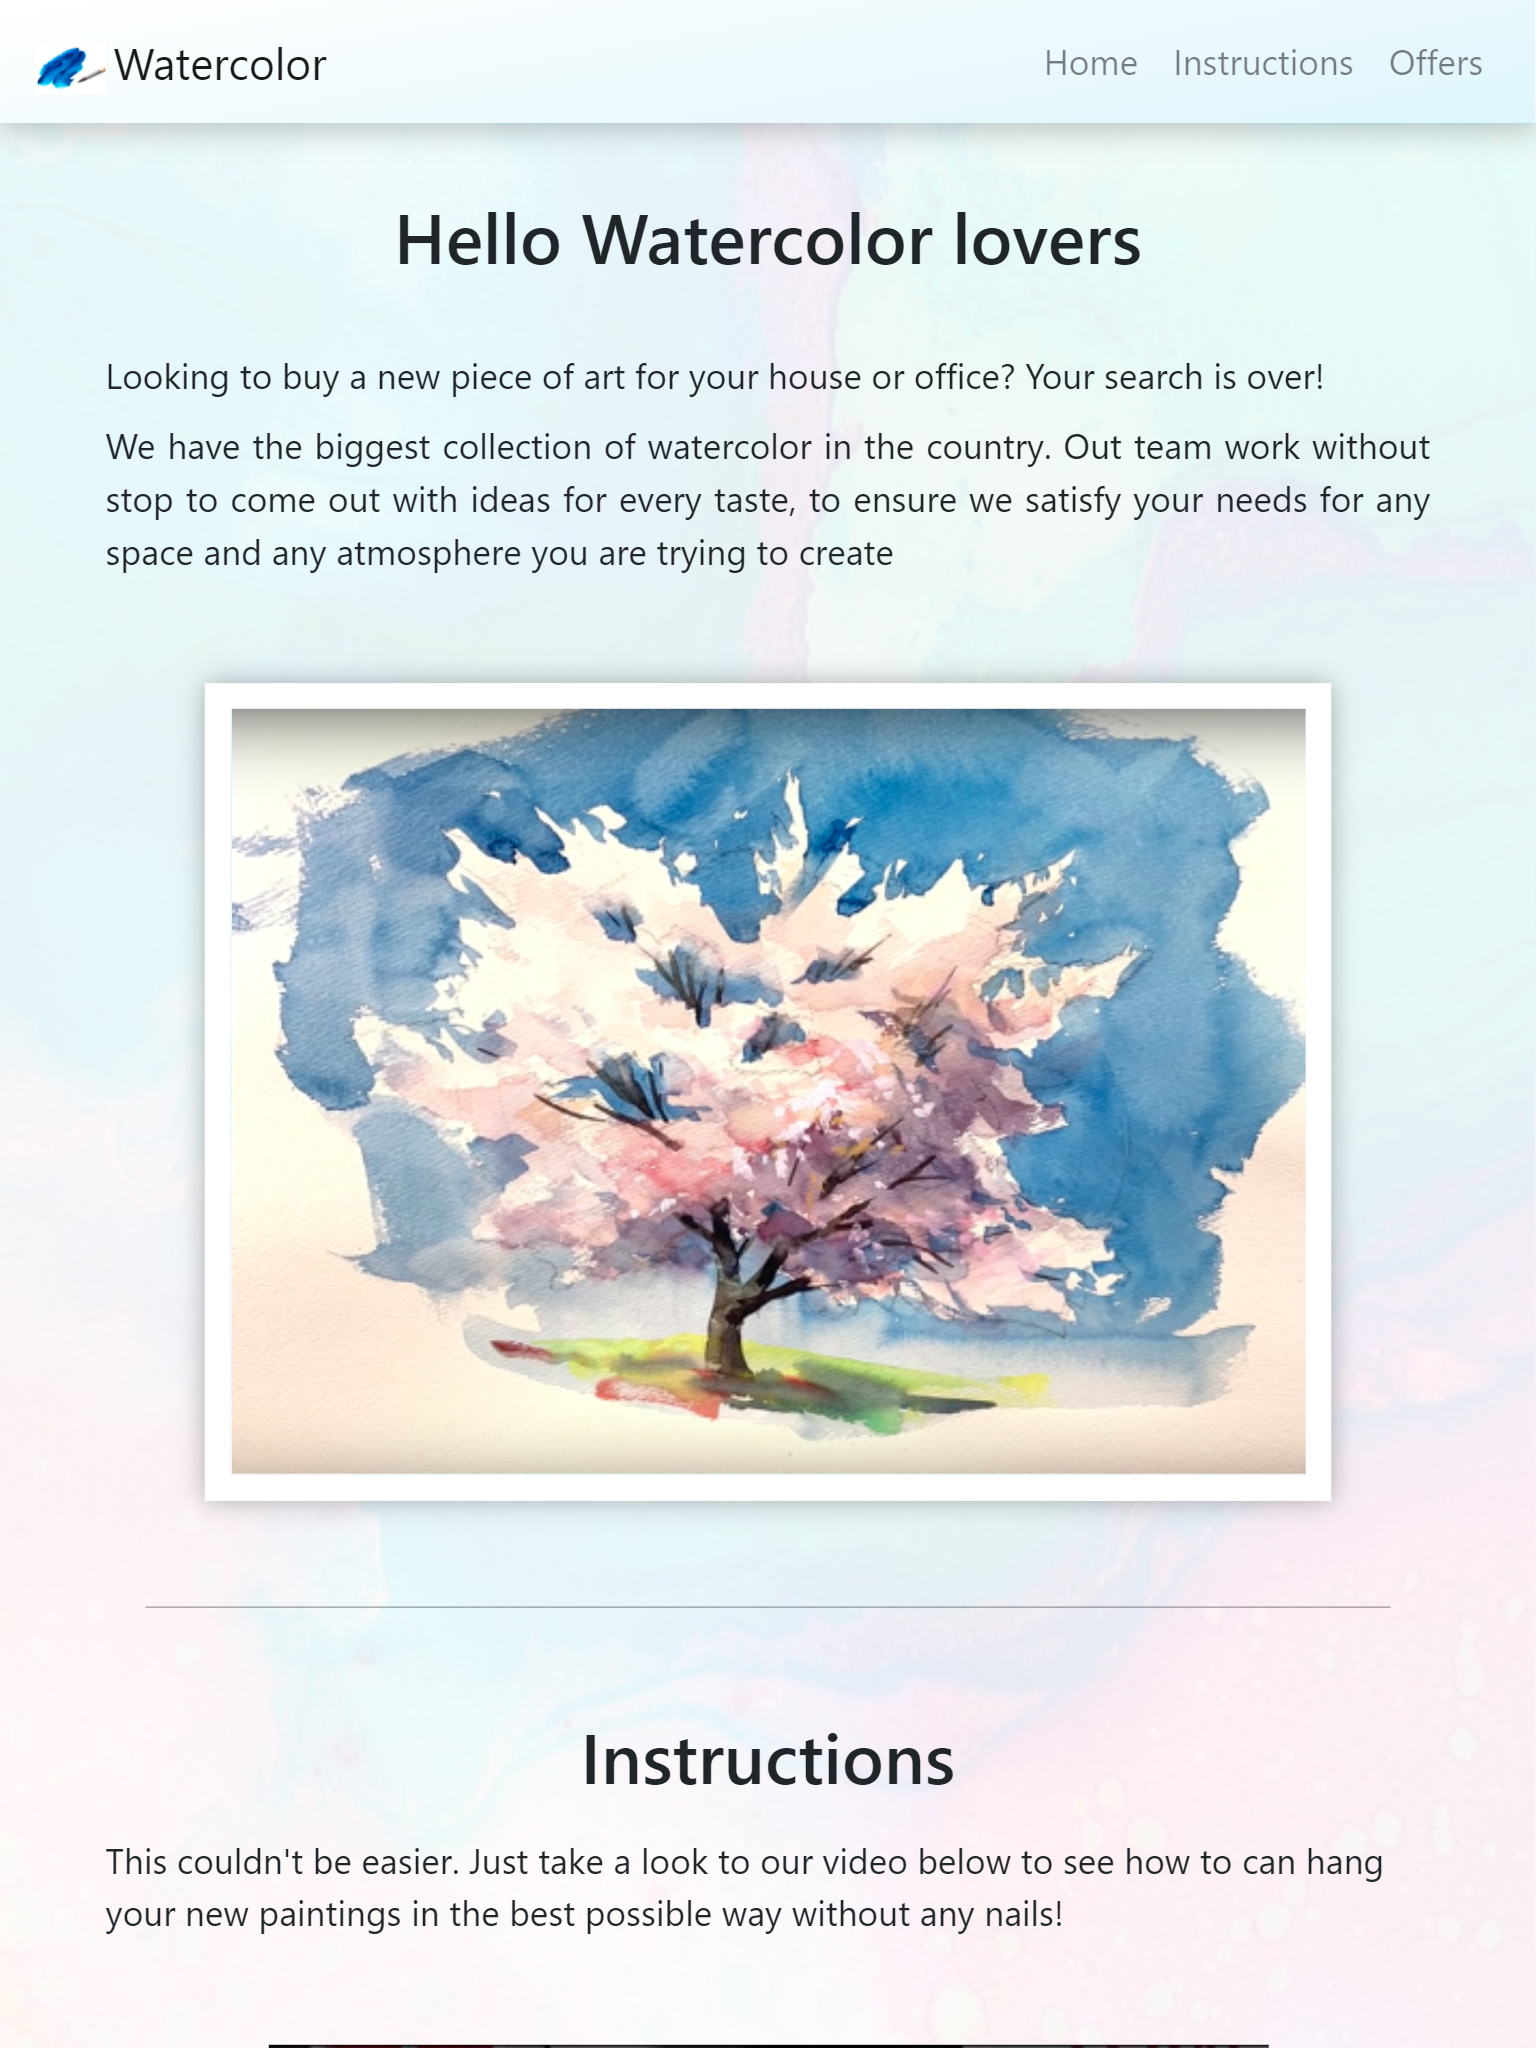 Watercolor
Home Instructions Offers
Hello Watercolor lovers
Looking to buy a new piece of art for your house or office? Your search is over!
We have the biggest collection of watercolor in the country. Out team work without
stop to come out with ideas for every taste, to ensure we satisfy your needs for any
space and any atmosphere you are trying to create
Instructions
This couldn't be easier. Just take a look to our video below to see how to can hang
your new paintings in the best possible way without any nails!